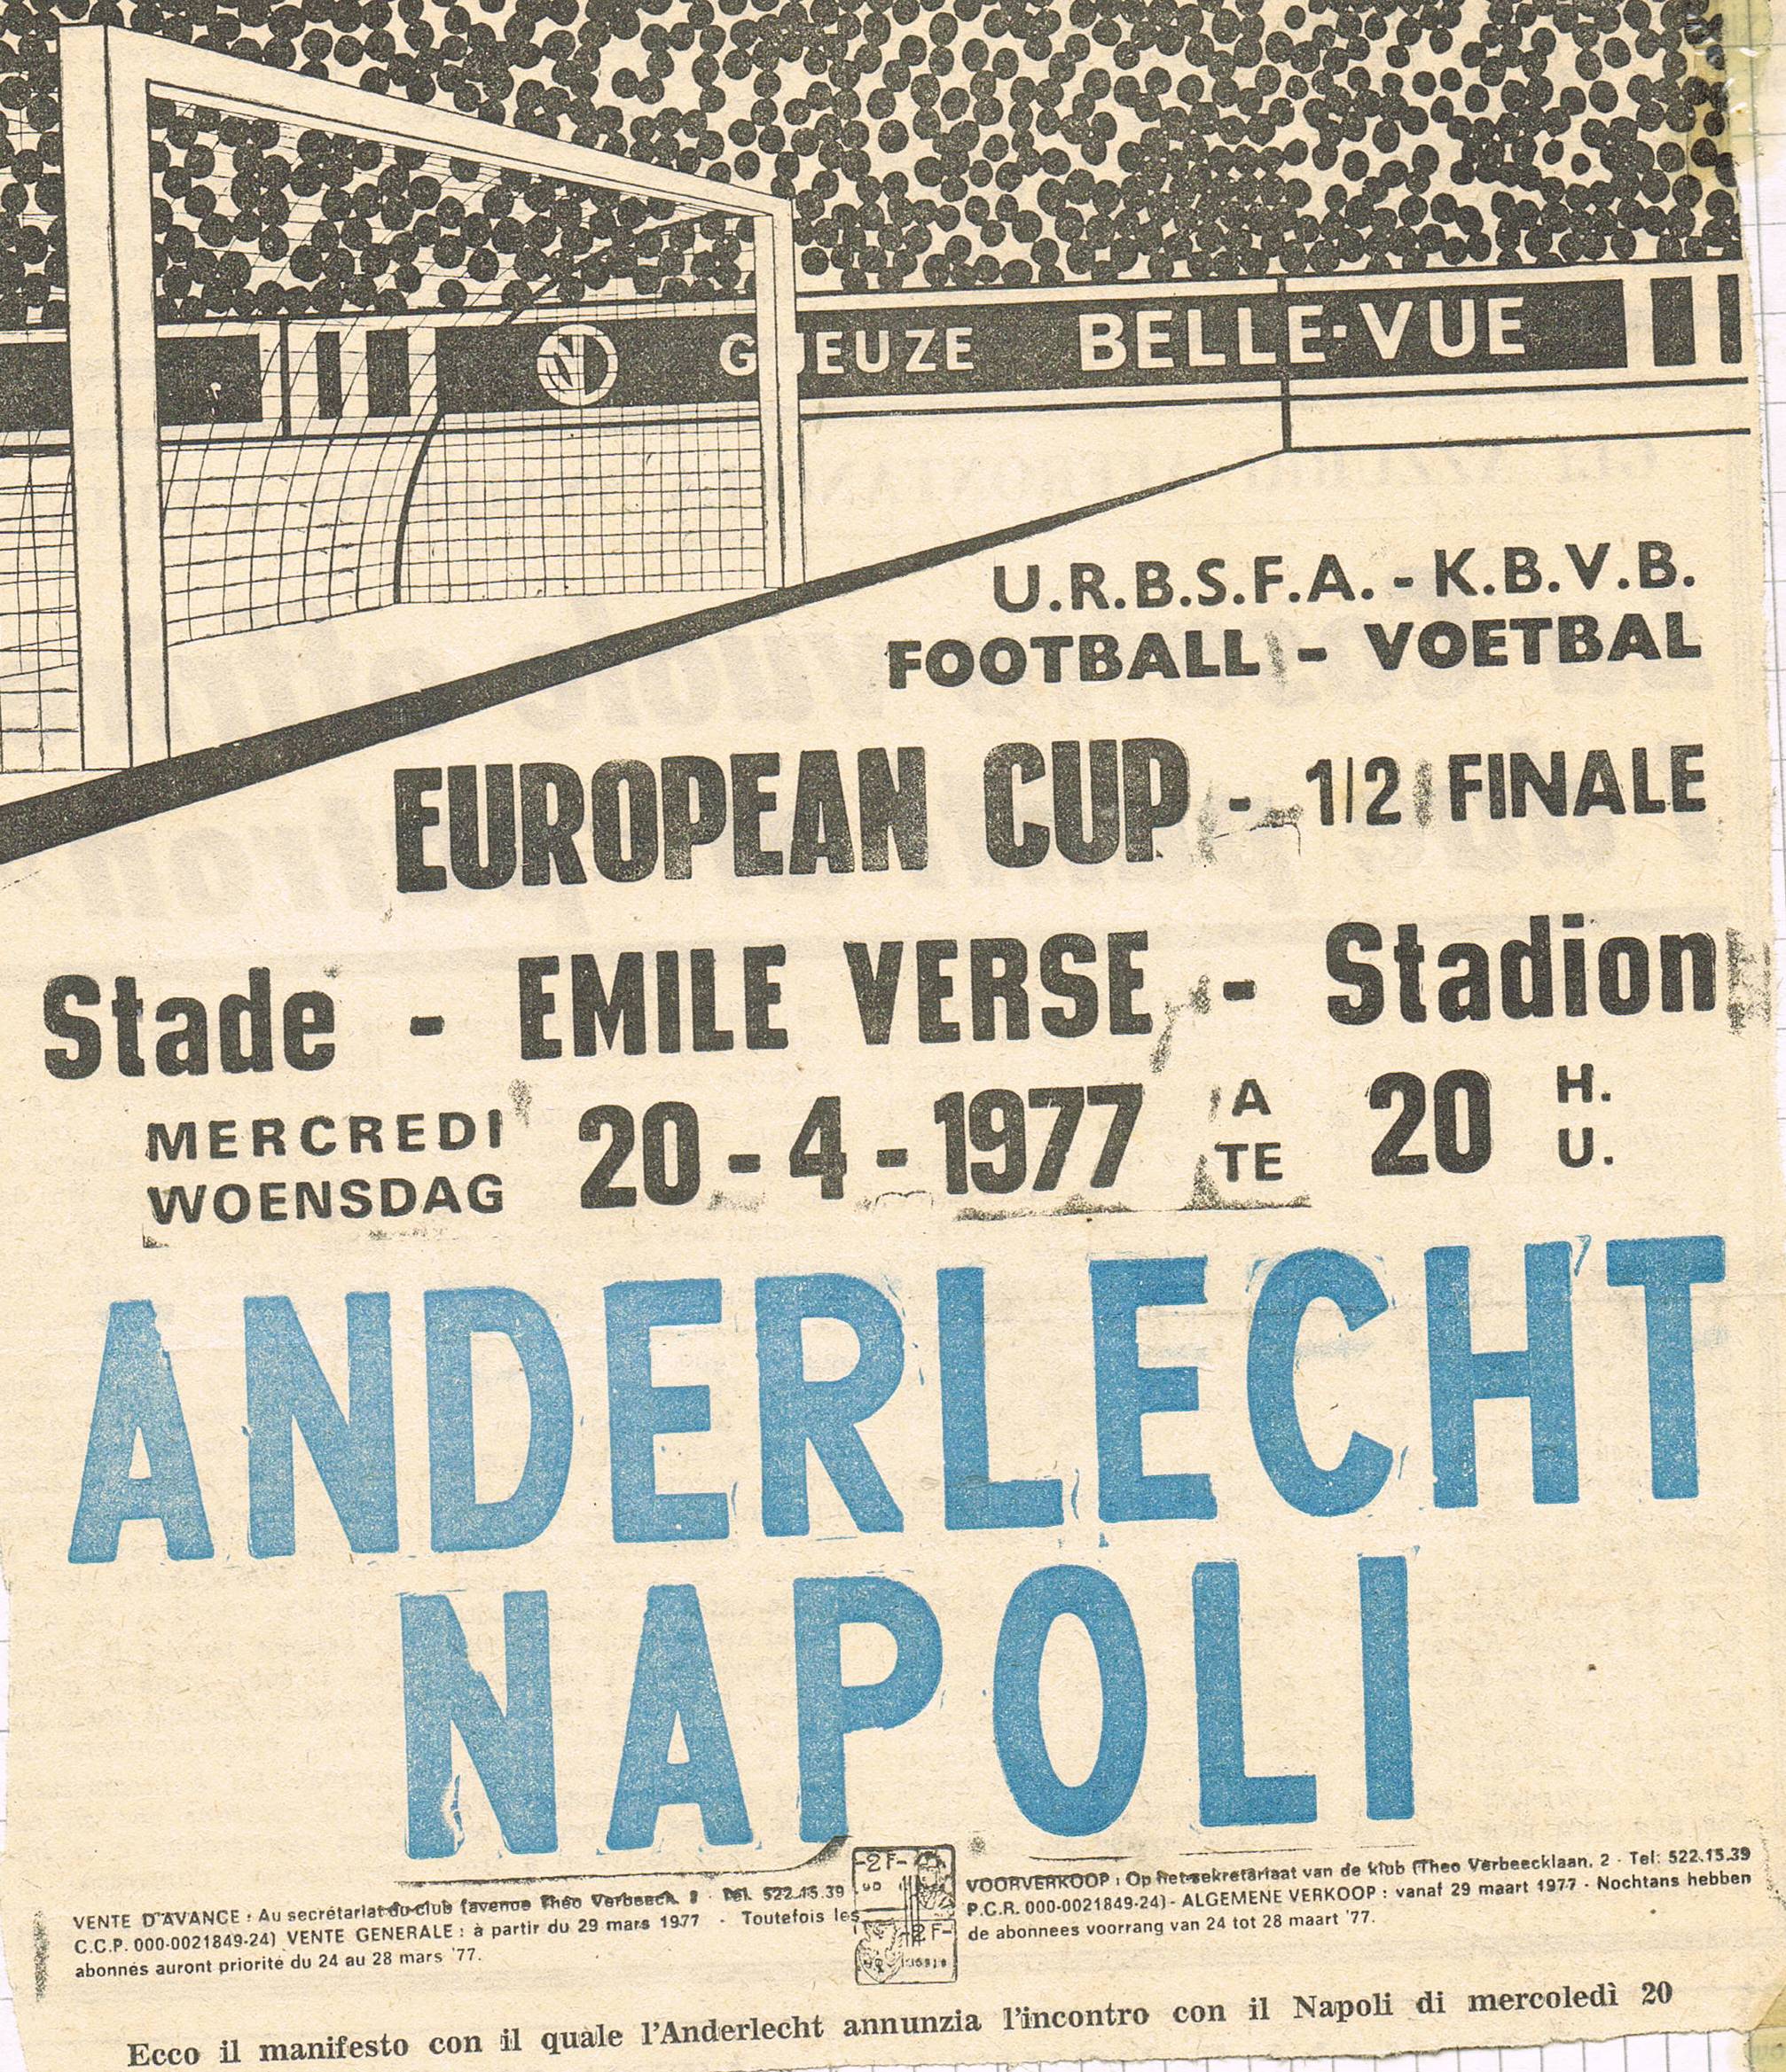 GUEUZE BELLE·VUE
U.R.B.S.F.A. - K.B.V.B.
FOOTBALL - VOETBAL
EUROPEAN CUP - 1/2 FINALE
Stade - EMILE VERSE - Stadion
MERCREDI 20 - 4 - 1977 A 20 H.
WOENSDAG TE U.
ANDERLECHT
NAPOLI
VENTE D'AVANCE : Au secrétariat du club (avenue Théo Verbeeck, 2 - Tél. 522.15.39
C.C.P. 000-0021849-24) VENTE GENERALE : à partir du 29 mars 1977 - Toutefois les
abonnés auront priorité du 24 au 28 mars '77.
-2F-
-2F-
VOORVERKOOP : Op het sekretariaat van de klub (Theo Verbeecklaan, 2 - Tel: 522.15.39
P.C.R. 000-0021849-24) - ALGEMENE VERKOOP : vanaf 29 maart 1977 - Nochtans hebben
de abonnees voorrang van 24 tot 28 maart '77.
Ecco il manifesto con il quale l'Anderlecht annunzia l'incontro con il Napoli di mercoledì 20